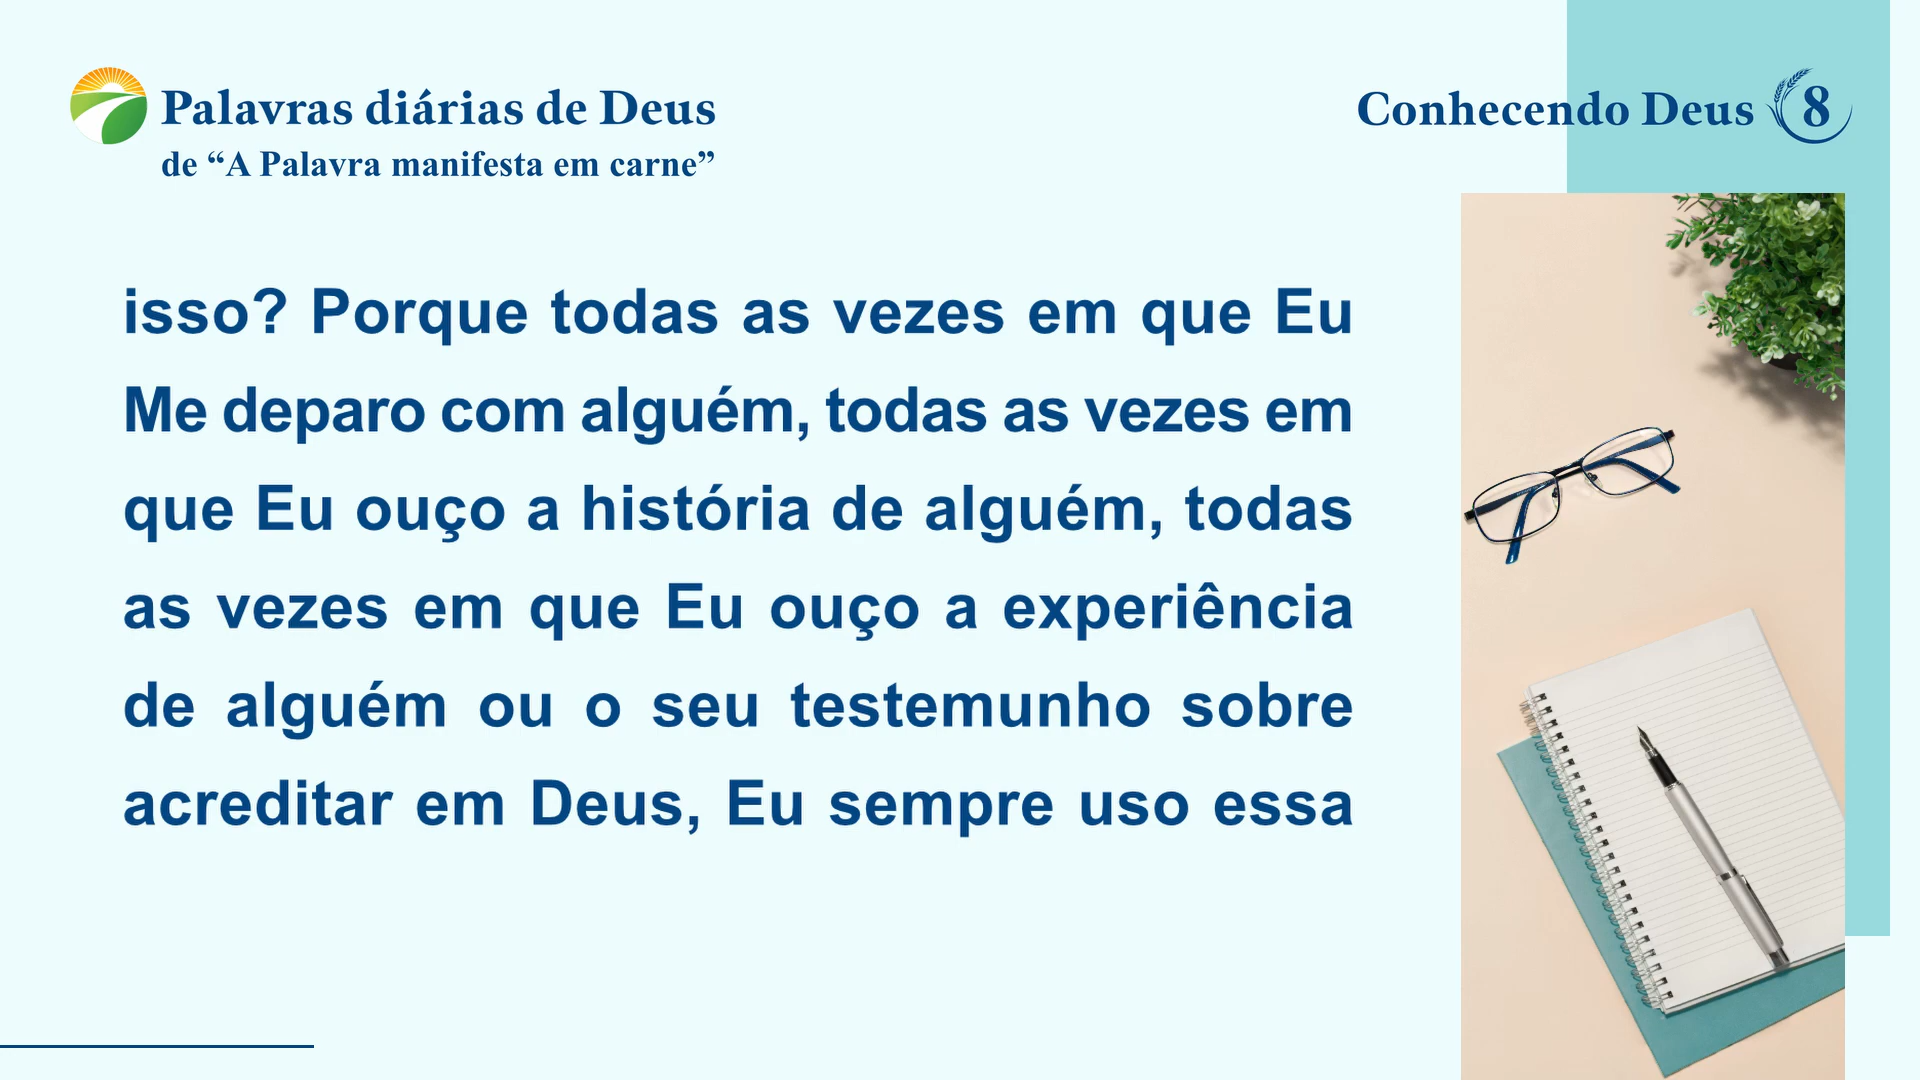 Palavras diárias de Deus
de “A Palavra manifesta em carne”
Conhecendo Deus 8
isso? Porque todas as vezes em que Eu
Me deparo com alguém, todas as vezes em
que Eu ouço a história de alguém, todas
as vezes em que Eu ouço a experiência
de alguém ou o seu testemunho sobre
acreditar em Deus, Eu sempre uso essa